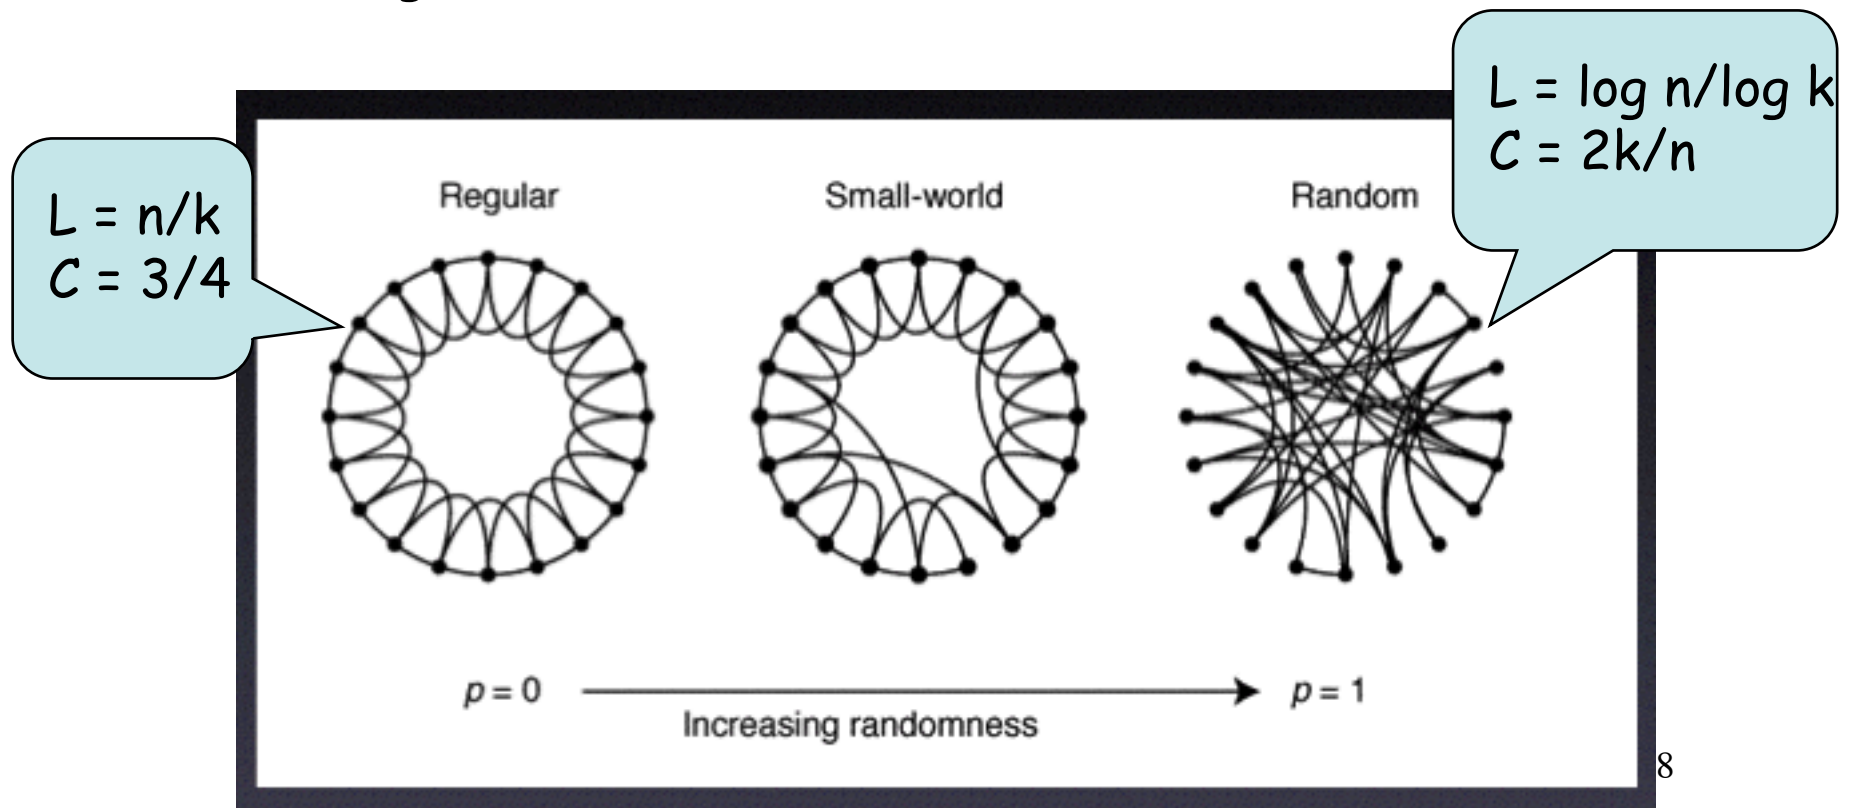 L = n/k
C = 3/4
L = log n/log k
C = 2k/n
Regular
Small-world
Random
p = 0
p = 1
Increasing randomness
8